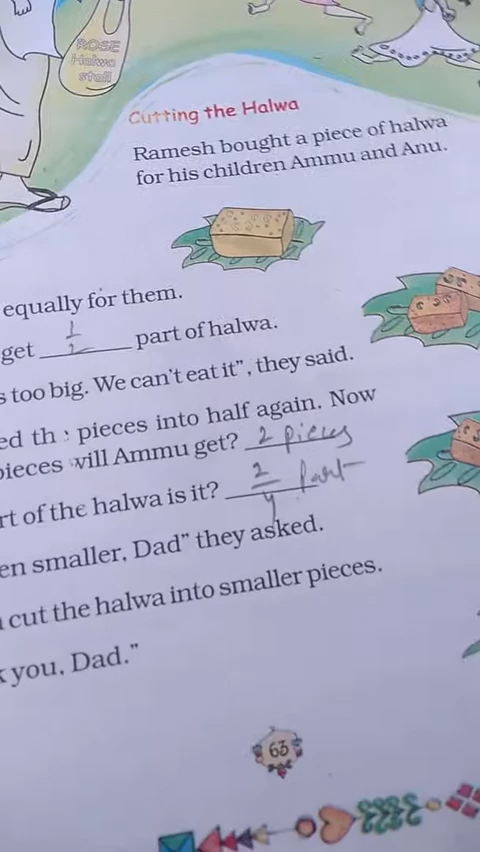 ROSE
Halwa
stall
Cutting the Halwa
Ramesh bought a piece of halwa
for his children Ammu and Anu.
equally for them.
get 1/2 part of halwa.
too big. We can't eat it", they said.
ed th : pieces into half again. Now
pieces will Ammu get? 2 pieces
rt of the halwa is it? 2/4 Part
en smaller, Dad" they asked.
cut the halwa into smaller pieces.
you, Dad."
63